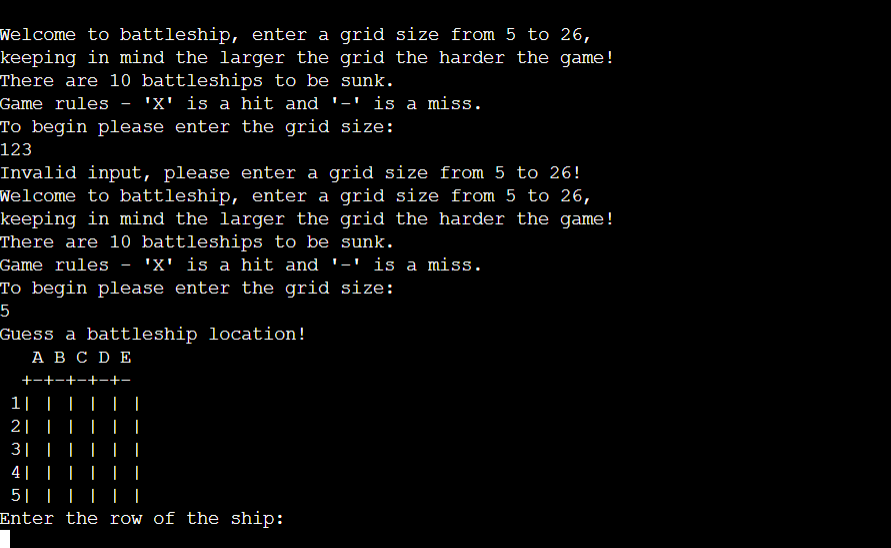 Welcome to battleship, enter a grid size from 5 to 26,
keeping in mind the larger the grid the harder the game!
There are 10 battleships to be sunk.
Game rules - 'X' is a hit and '-' is a miss.
To begin please enter the grid size:
123
Invalid input, please enter a grid size from 5 to 26!
Welcome to battleship, enter a grid size from 5 to 26,
keeping in mind the larger the grid the harder the game!
There are 10 battleships to be sunk.
Game rules - 'X' is a hit and '-' is a miss.
To begin please enter the grid size:
5
Guess a battleship location!
   A B C D E
  +-+-+-+-+-
 1| | | | | |
 2| | | | | |
 3| | | | | |
 4| | | | | |
 5| | | | | |
Enter the row of the ship: